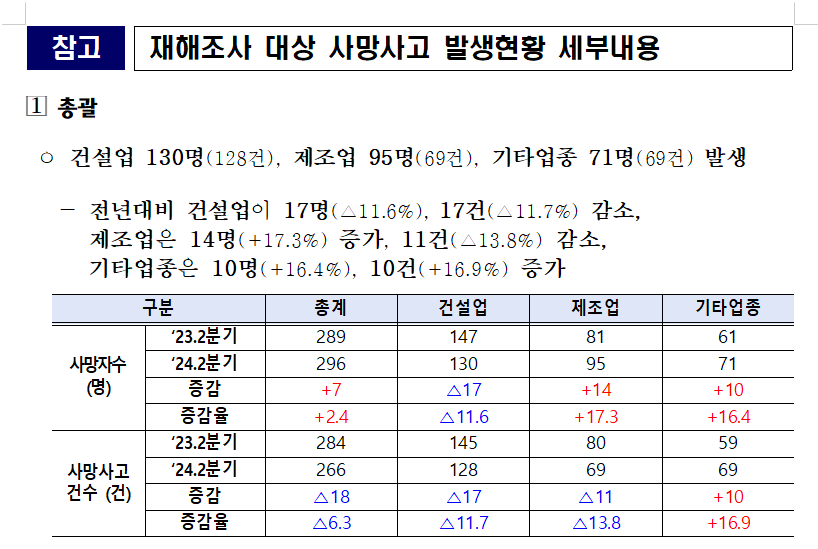 참고 재해조사 대상 사망사고 발생현황 세부내용
1 총괄
ㅇ 건설업 130명(128건), 제조업 95명(69건), 기타업종 71명(69건) 발생
- 전년대비 건설업이 17명(△11.6%), 17건(△11.7%) 감소,
제조업은 14명(+17.3%) 증가, 11건(△13.8%) 감소,
기타업종은 10명(+16.4%), 10건(+16.9%) 증가
구분 총계 건설업 제조업 기타업종
사망자수 (명)
‘23.2분기 289 147 81 61
‘24.2분기 296 130 95 71
증감 +7 △17 +14 +10
증감율 +2.4 △11.6 +17.3 +16.4
사망사고 건수 (건)
‘23.2분기 284 145 80 59
‘24.2분기 266 128 69 69
증감 △18 △17 △11 +10
증감율 △6.3 △11.7 △13.8 +16.9